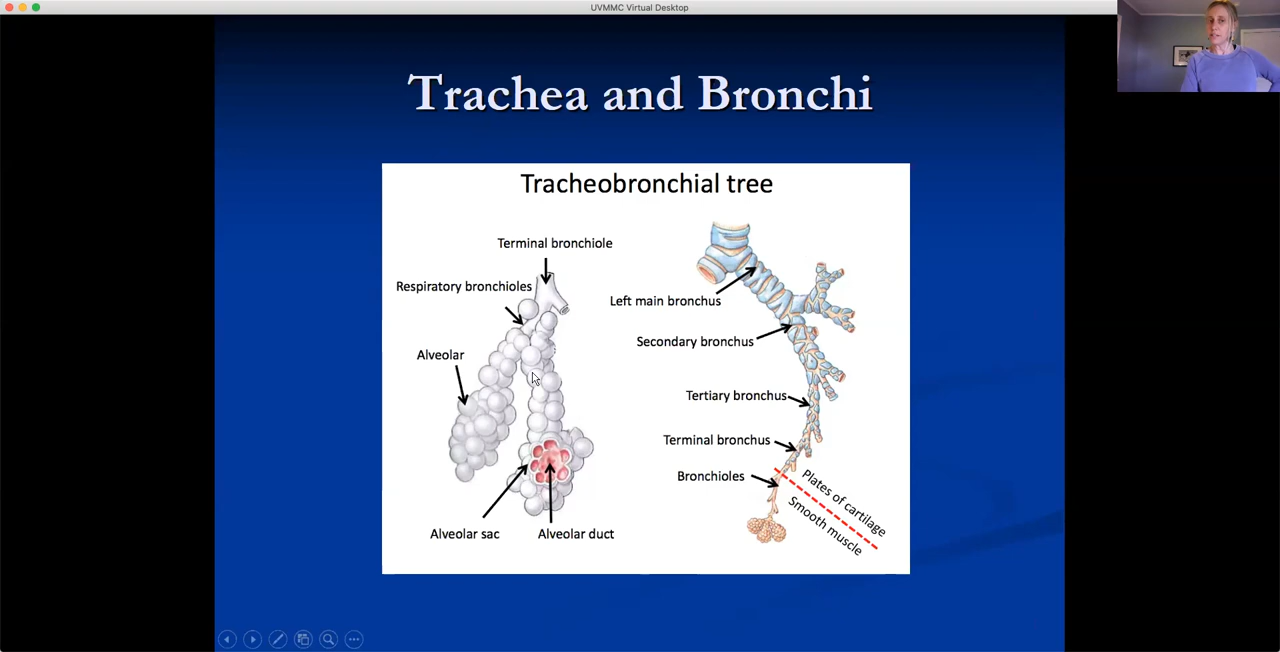 UVMMC Virtual Desktop
Trachea and Bronchi
Tracheobronchial tree
Terminal bronchiole
Respiratory bronchioles
Alveolar
Alveolar sac
Alveolar duct
Left main bronchus
Secondary bronchus
Tertiary bronchus
Terminal bronchus
Bronchioles
Plates of cartilage
Smooth muscle